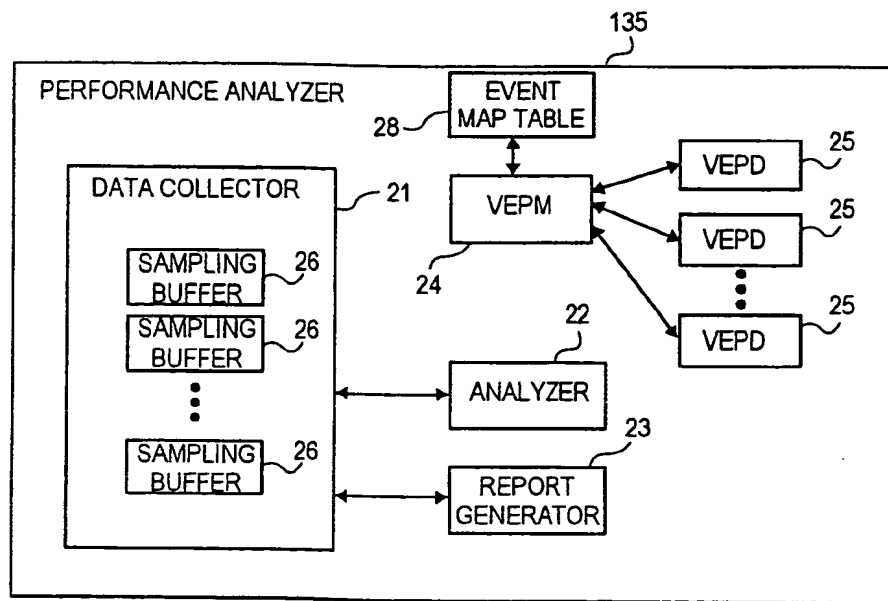 135
PERFORMANCE ANALYZER
EVENT
MAP TABLE
28
DATA COLLECTOR
21
VEPM
24
VEPD
25
VEPD
25
VEPD
25
SAMPLING
BUFFER
26
SAMPLING
BUFFER
26
SAMPLING
BUFFER
26
22
ANALYZER
23
REPORT
GENERATOR